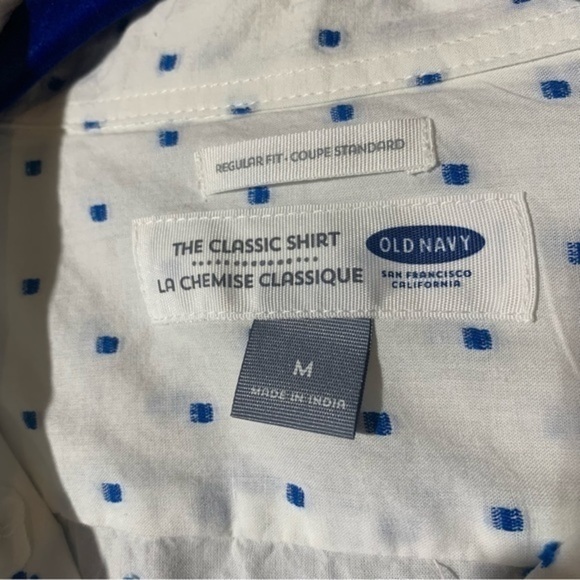 REGULAR FIT · COUPE STANDARD
THE CLASSIC SHIRT
LA CHEMISE CLASSIQUE
OLD NAVY
SAN FRANCISCO
CALIFORNIA
M
MADE IN INDIA